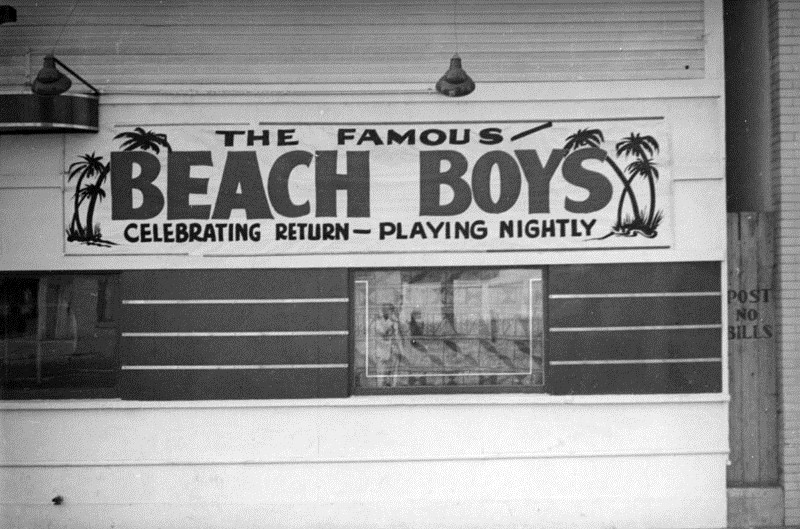 THE FAMOUS
BEACH BOYS
CELEBRATING RETURN — PLAYING NIGHTLY
POST
NO
BILLS